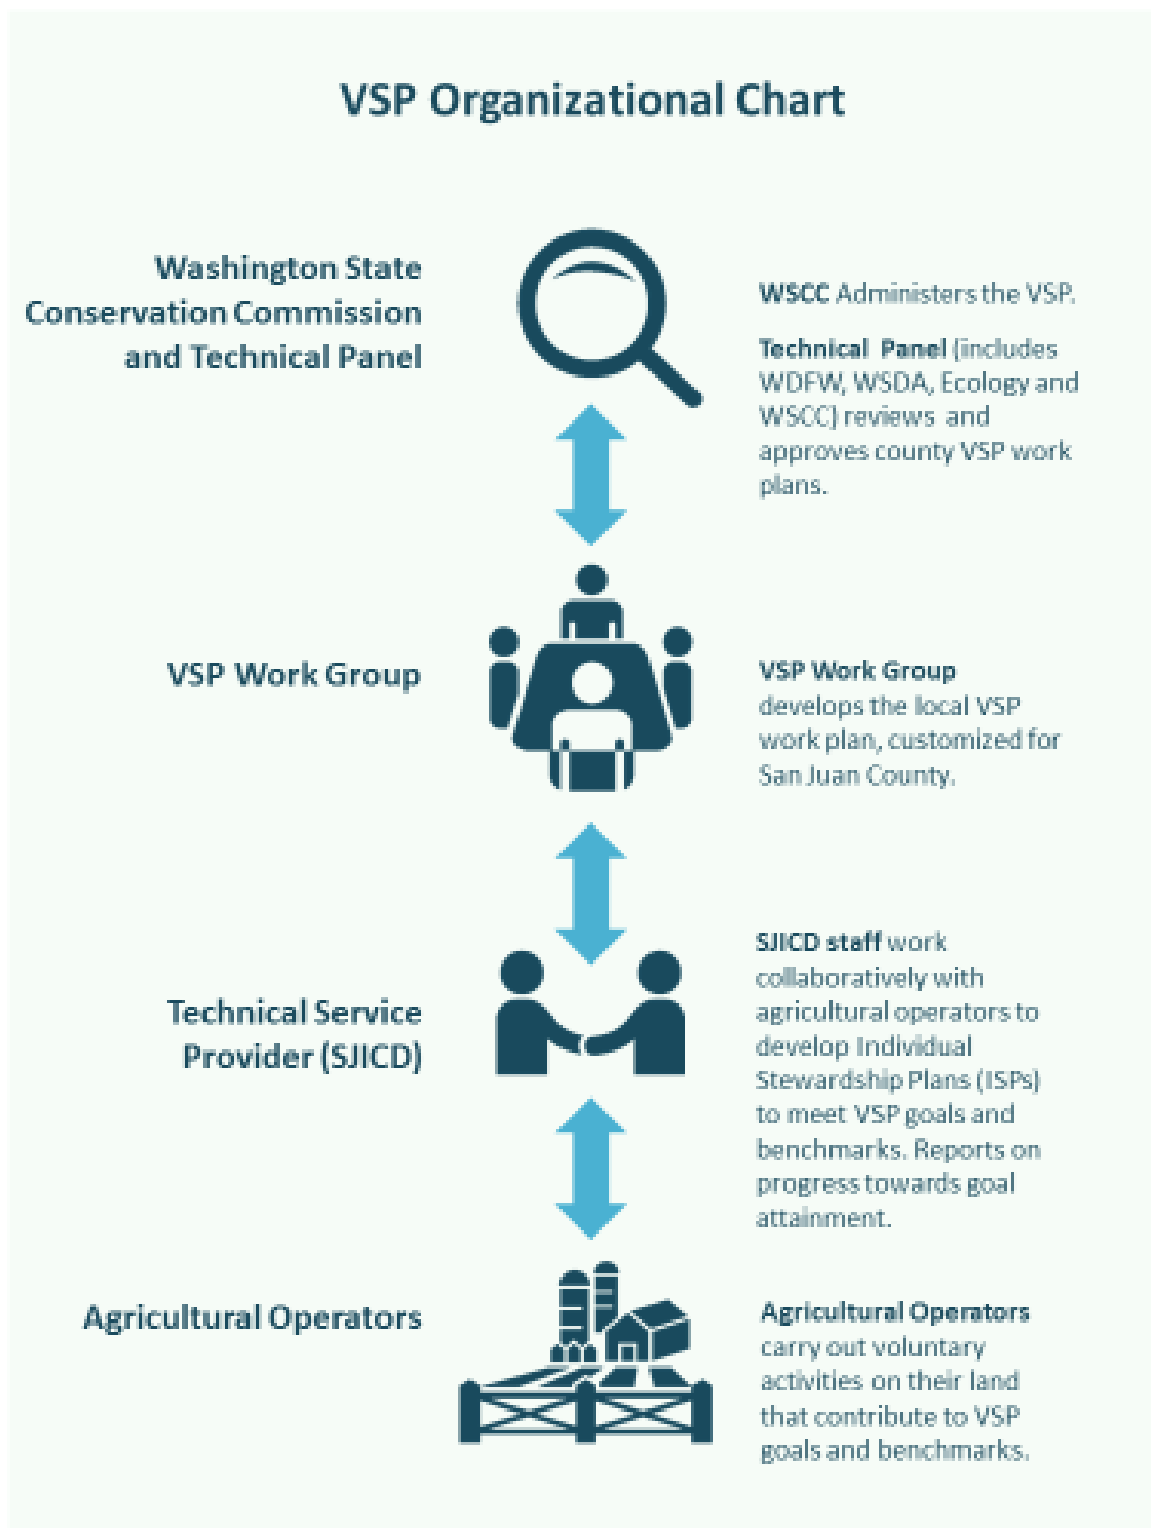 VSP Organizational Chart
Washington State
Conservation Commission
and Technical Panel
WSCC Administers the VSP.
Technical Panel (includes
WDFW, WSDA, Ecology and
WSCC) reviews and
approves county VSP work
plans.
VSP Work Group
VSP Work Group
develops the local VSP
work plan, customized for
San Juan County.
Technical Service
Provider (SJICD)
SJICD staff work
collaboratively with
agricultural operators to
develop Individual
Stewardship Plans (ISPs)
to meet VSP goals and
benchmarks. Reports on
progress towards goal
attainment.
Agricultural Operators
Agricultural Operators
carry out voluntary
activities on their land
that contribute to VSP
goals and benchmarks.